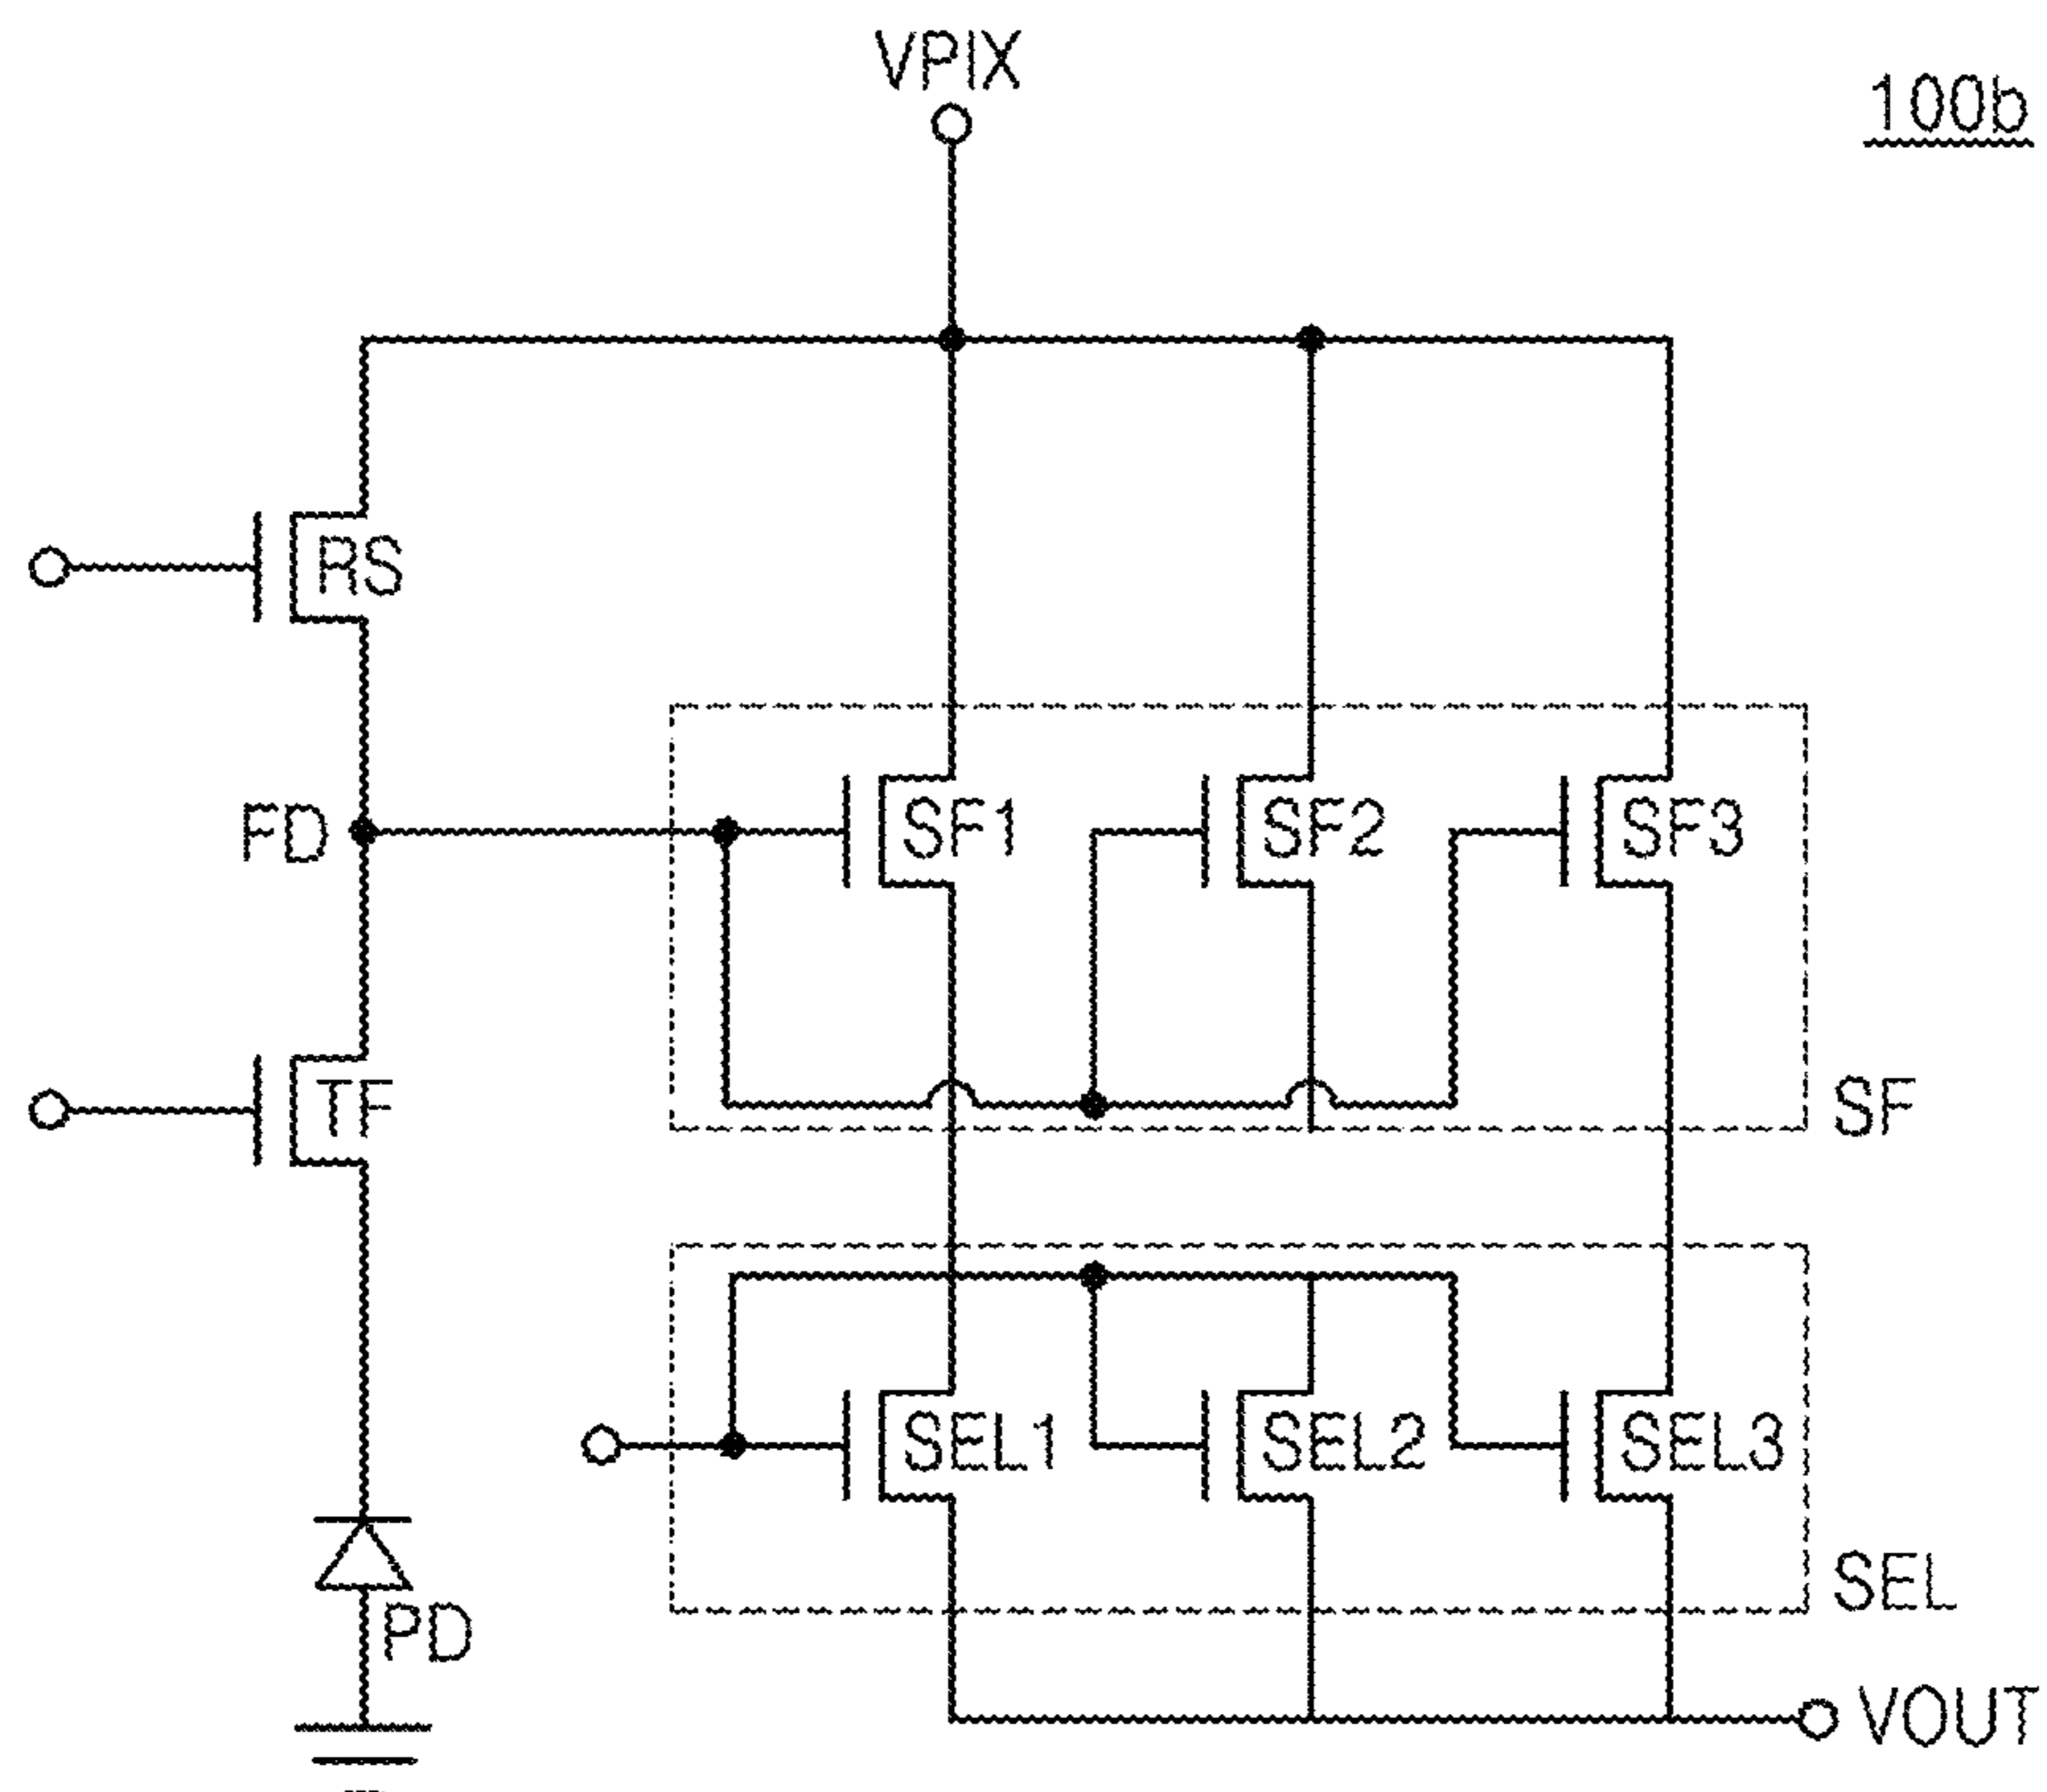 VPIX
100b
RS
FD
SF1
SF2
SF3
TF
SF
SEL1
SEL2
SEL3
SEL
PD
VOUT